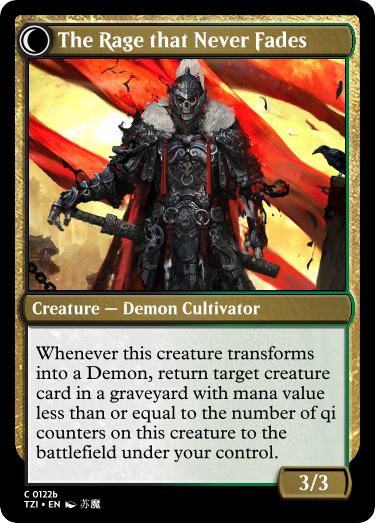 The Rage that Never Fades
Creature — Demon Cultivator
Whenever this creature transforms
into a Demon, return target creature
card in a graveyard with mana value
less than or equal to the number of qi
counters on this creature to the
battlefield under your control.
3/3
C 0122b
TZI • EN 苏魔